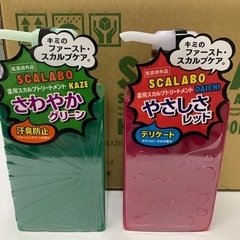 キミの
ファースト・
スカルプケア。
医薬部外品
SCALABO
薬用スカルプトリートメント KAZE
さわやか
グリーン
汗臭防止
キミの
ファースト・
スカルプケア。
医薬部外品
SCALABO
薬用スカルプトリートメント DAICHI
やさしさ
レッド
デリケート